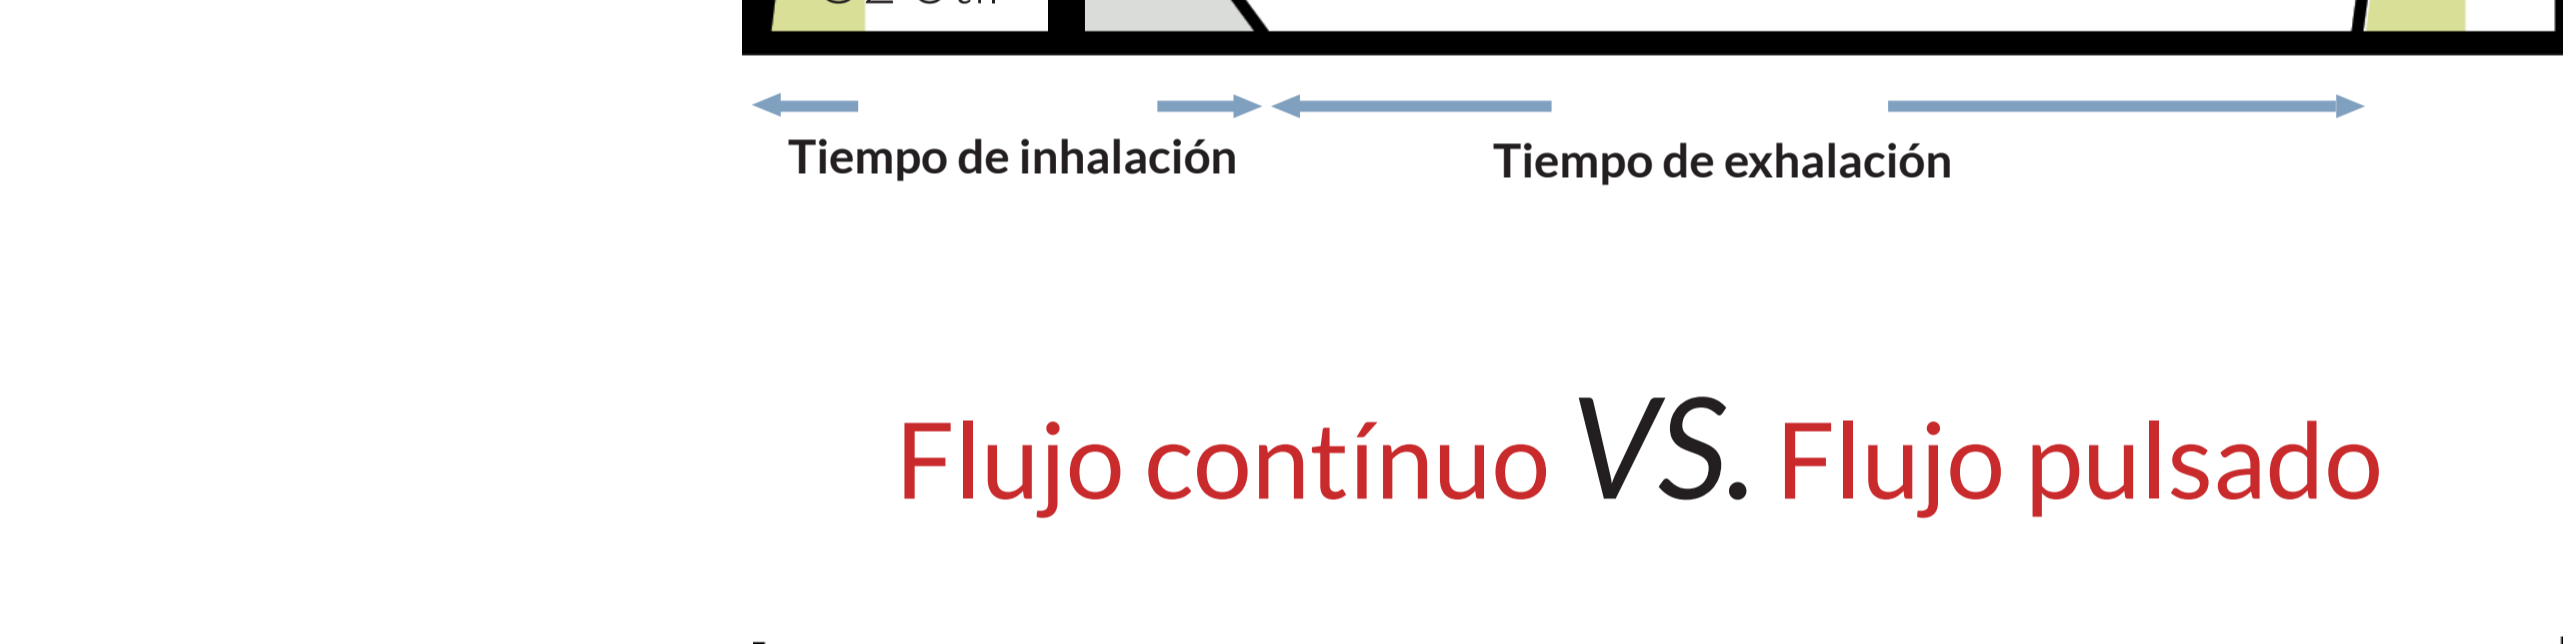 Tiempo de inhalación
Tiempo de exhalación
Flujo contínuo VS. Flujo pulsado